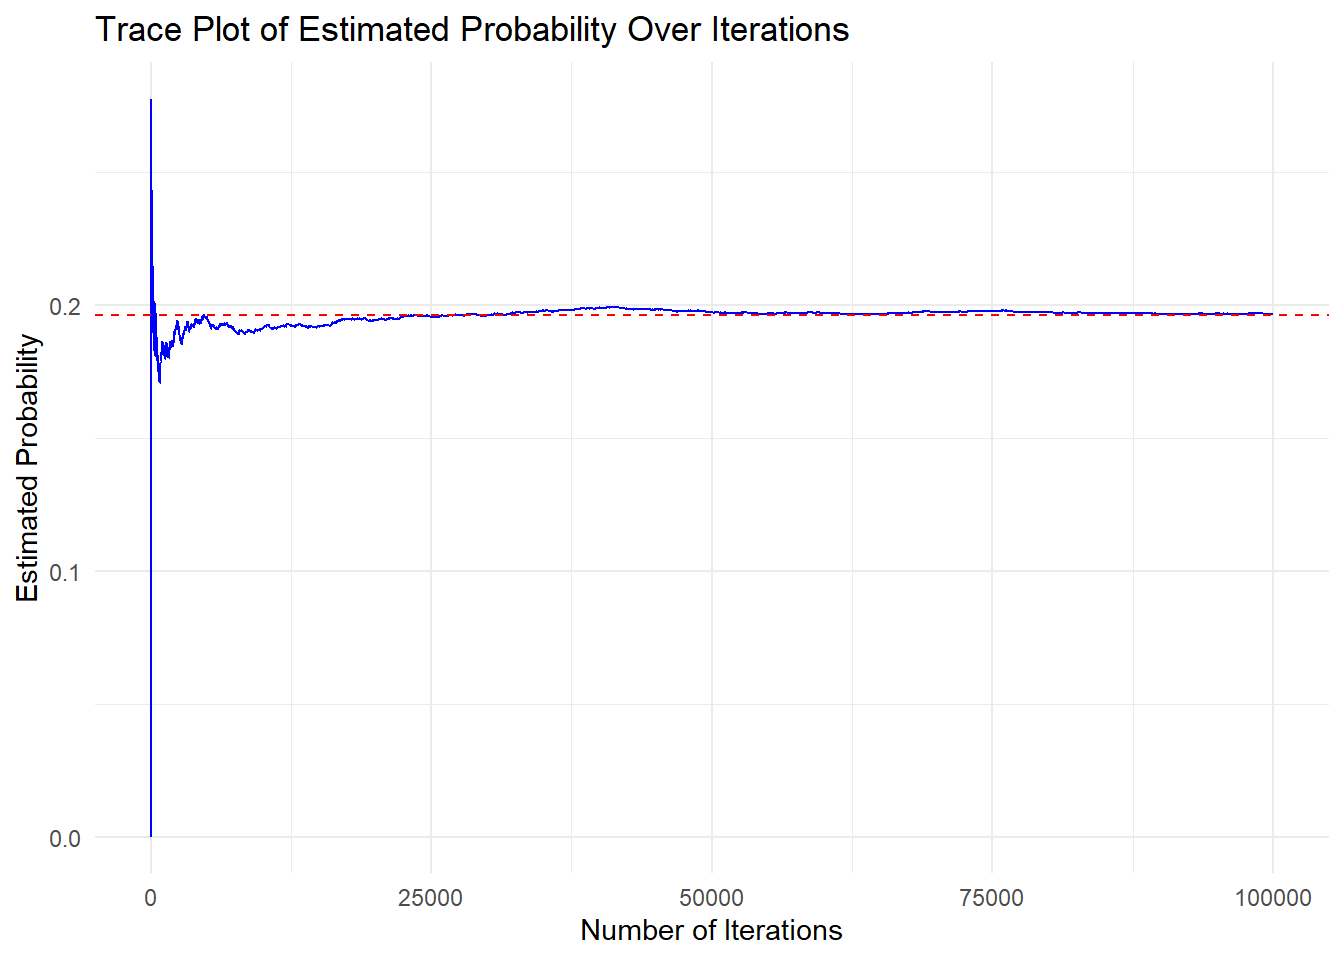 Trace Plot of Estimated Probability Over Iterations
Estimated Probability
0.2
0.1
0.0
0
25000
50000
75000
100000
Number of Iterations